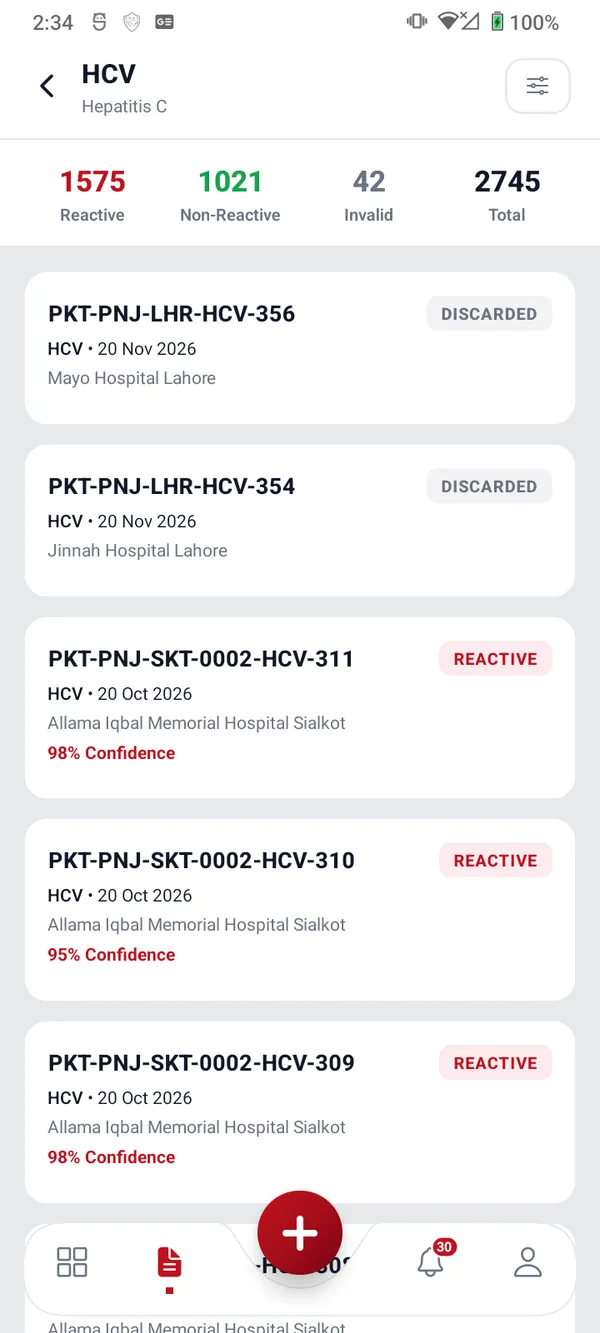 2:34
GE
100%
HCV
Hepatitis C
1575 1021 42 2745
Reactive Non-Reactive Invalid Total
PKT-PNJ-LHR-HCV-356 DISCARDED
HCV • 20 Nov 2026
Mayo Hospital Lahore
PKT-PNJ-LHR-HCV-354 DISCARDED
HCV • 20 Nov 2026
Jinnah Hospital Lahore
PKT-PNJ-SKT-0002-HCV-311 REACTIVE
HCV • 20 Oct 2026
Allama Iqbal Memorial Hospital Sialkot
98% Confidence
PKT-PNJ-SKT-0002-HCV-310 REACTIVE
HCV • 20 Oct 2026
Allama Iqbal Memorial Hospital Sialkot
95% Confidence
PKT-PNJ-SKT-0002-HCV-309 REACTIVE
HCV • 20 Oct 2026
Allama Iqbal Memorial Hospital Sialkot
98% Confidence
30
Allama Iqbal Memorial Hospital Sialkot